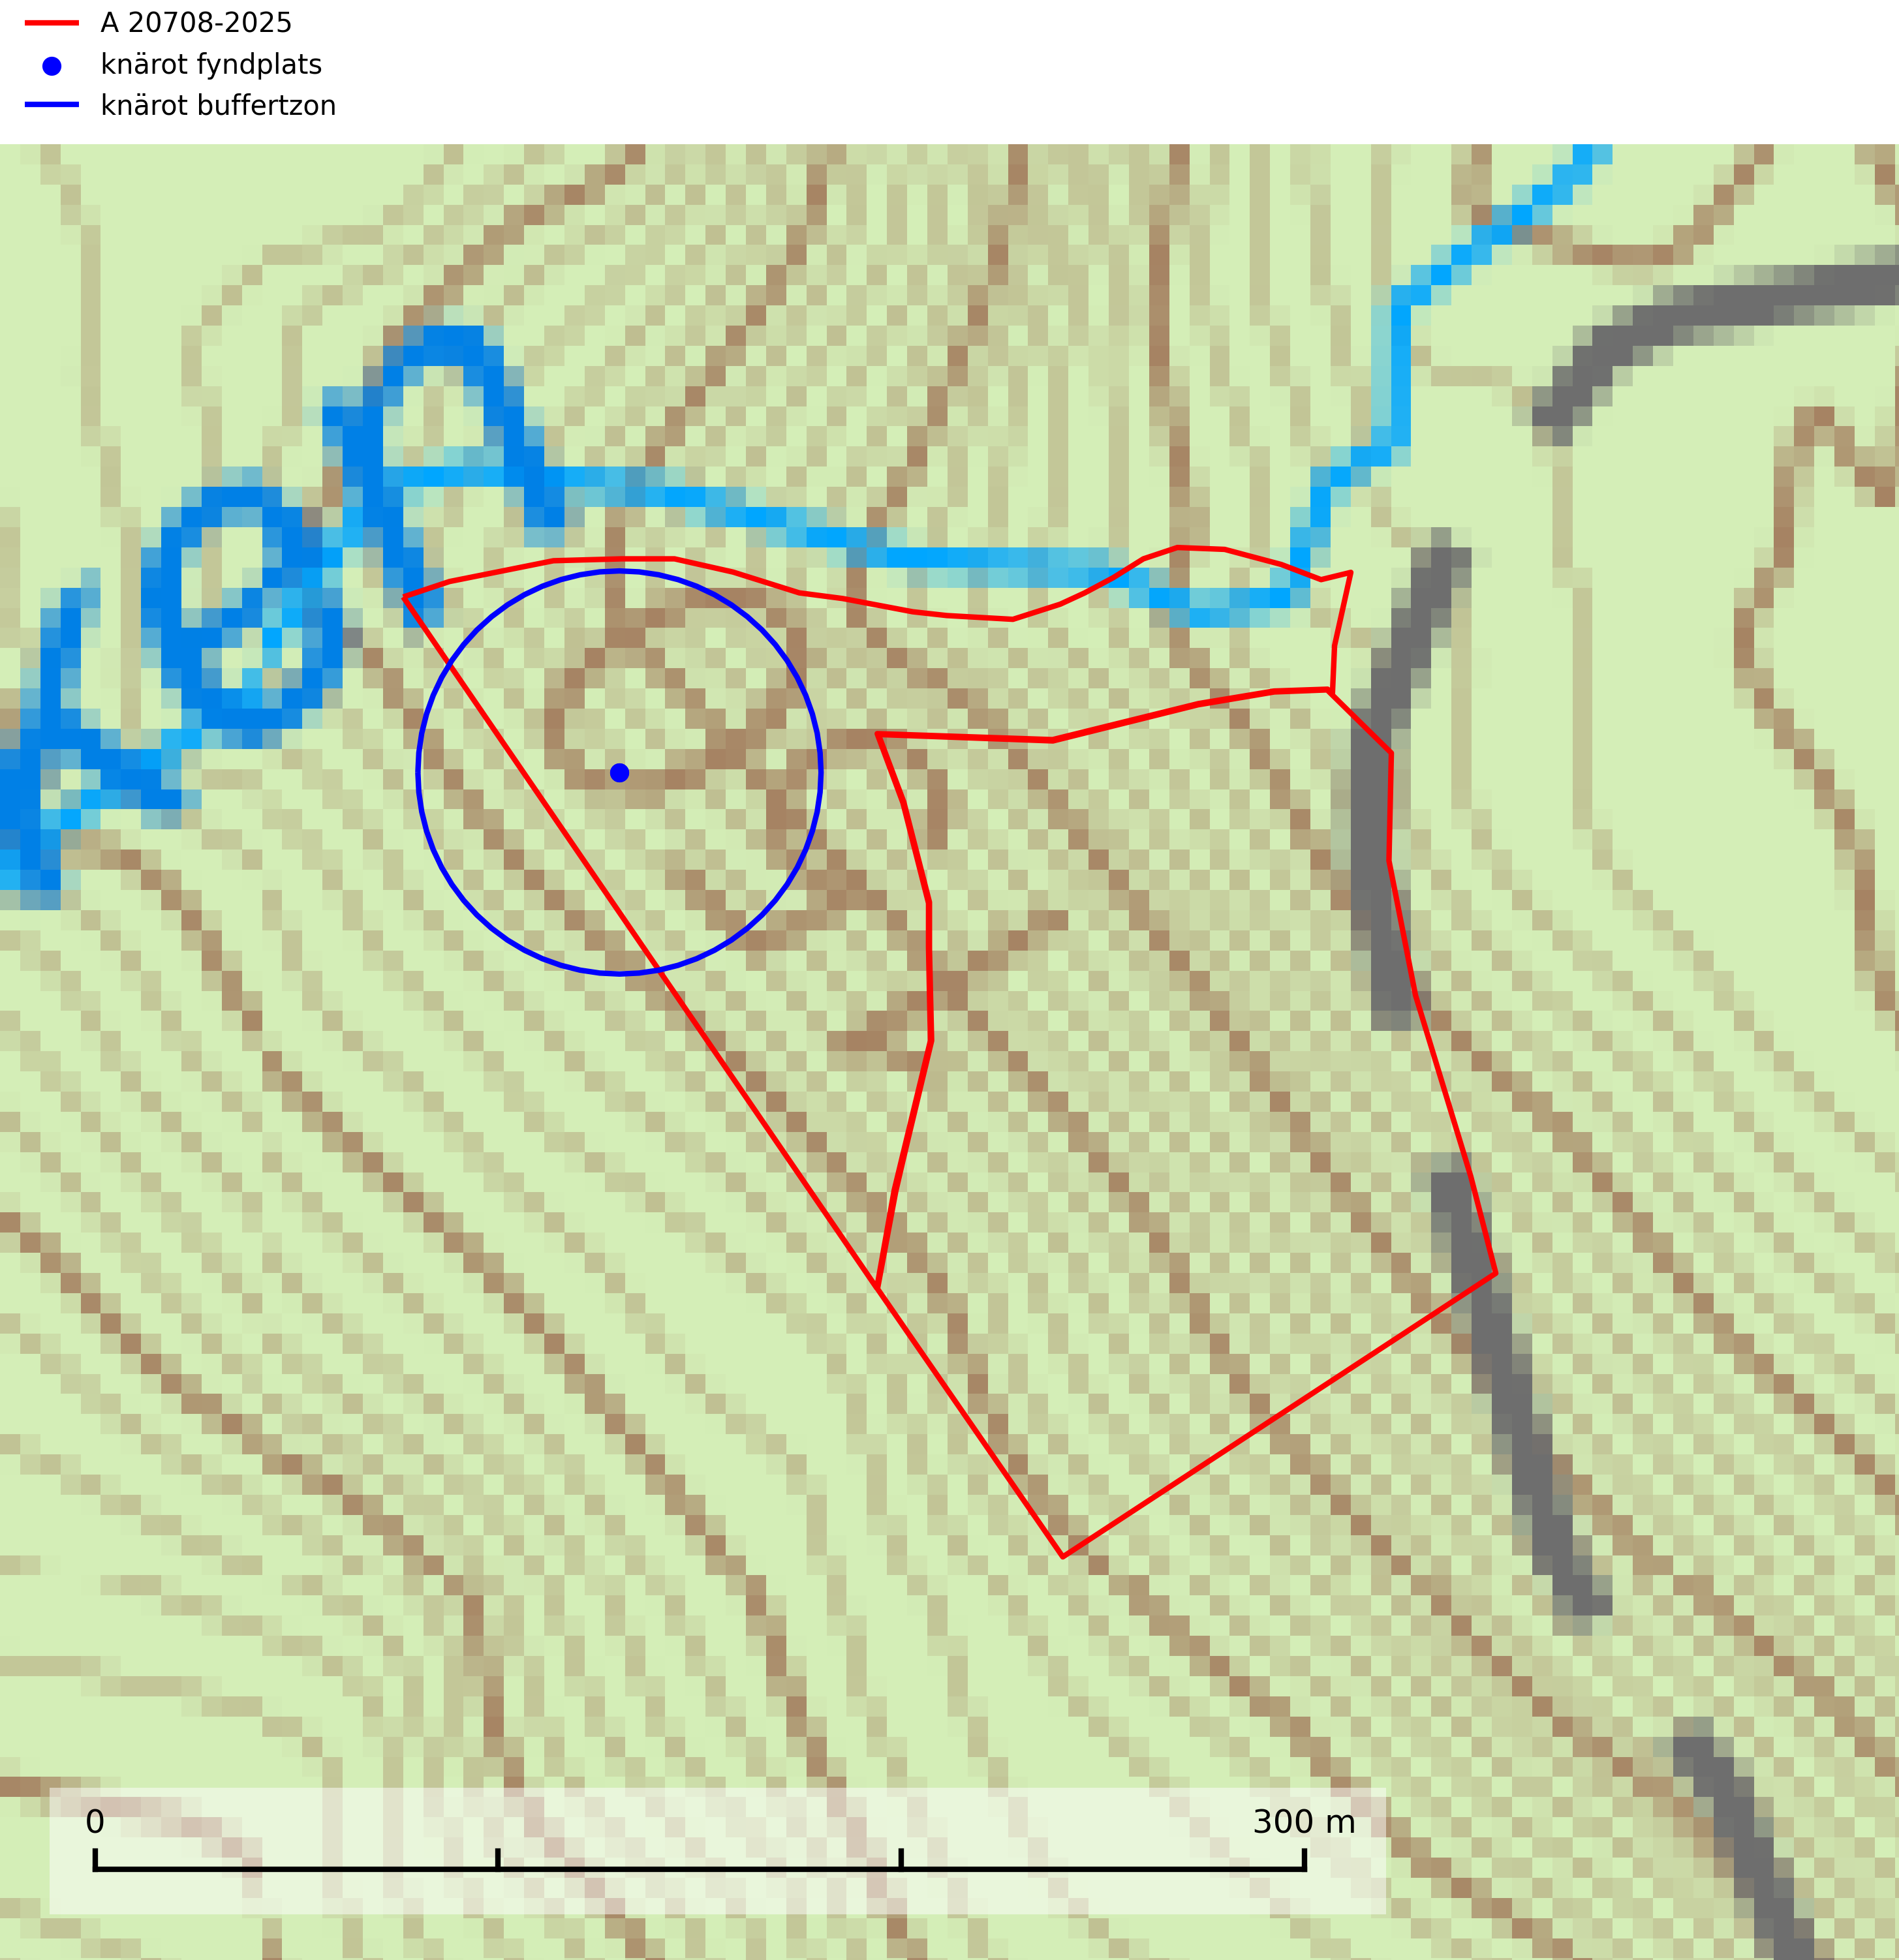 A 20708-2025
knärot fyndplats
knärot buffertzon
0
300 m